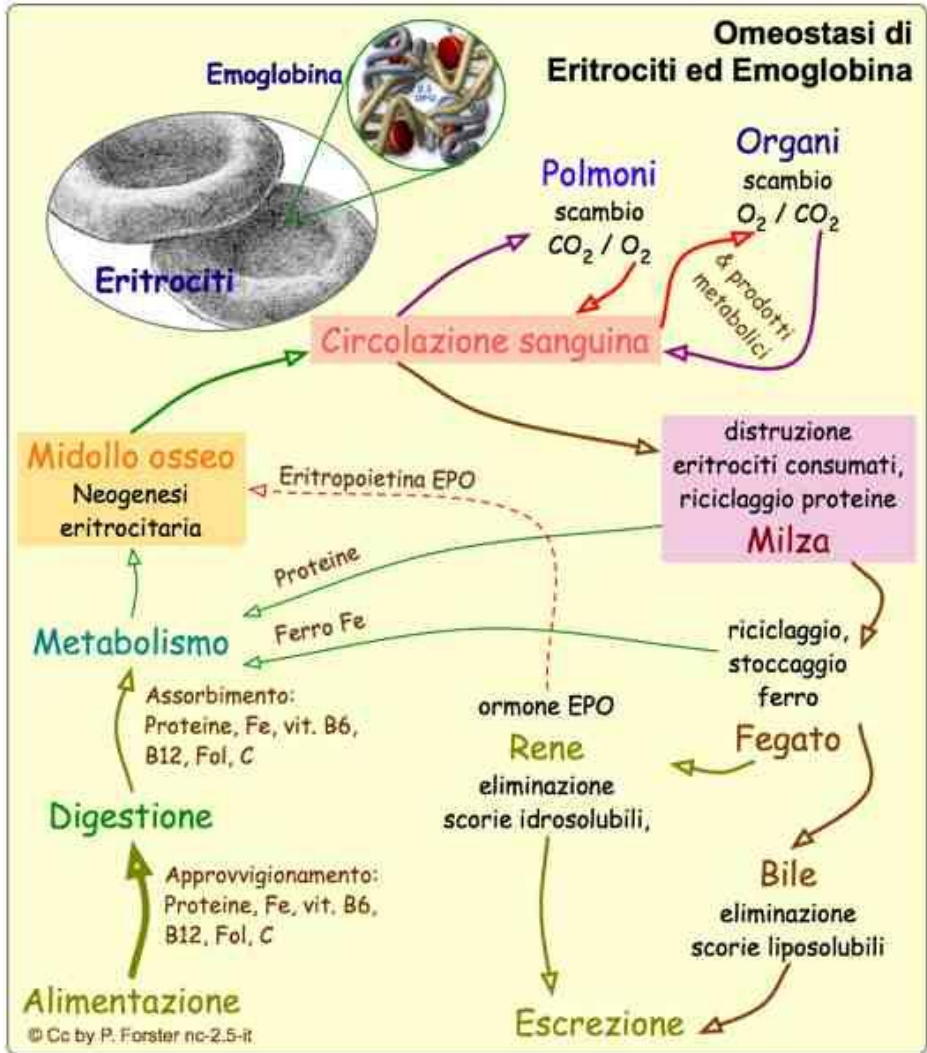 Omeostasi di
Eritrociti ed Emoglobina
Emoglobina
Eritrociti
Polmoni
scambio
CO2 / O2
Organi
scambio
O2 / CO2
& prodotti
metabolici
Circolazione sanguina
Midollo osseo
Neogenesi
eritrocitaria
Eritropoietina EPO
distruzione
eritrociti consumati,
riciclaggio proteine
Milza
Proteine
Ferro Fe
Metabolismo
riciclaggio,
stoccaggio
ferro
Fegato
Assorbimento:
Proteine, Fe, vit. B6,
B12, Fol, C
ormone EPO
Rene
eliminazione
scorie idrosolubili,
Digestione
Approvvigionamento:
Proteine, Fe, vit. B6,
B12, Fol, C
Bile
eliminazione
scorie liposolubili
Alimentazione
Escrezione
© Cc by P. Forster nc-2.5-it